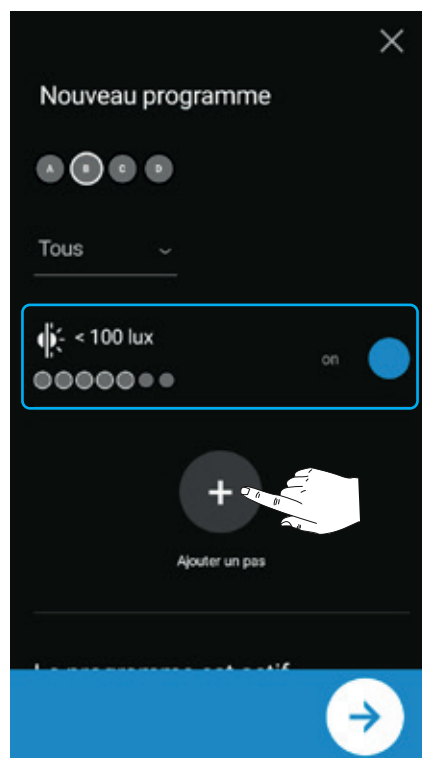 Nouveau programme
A B C D
Tous
< 100 lux
on
Ajouter un pas